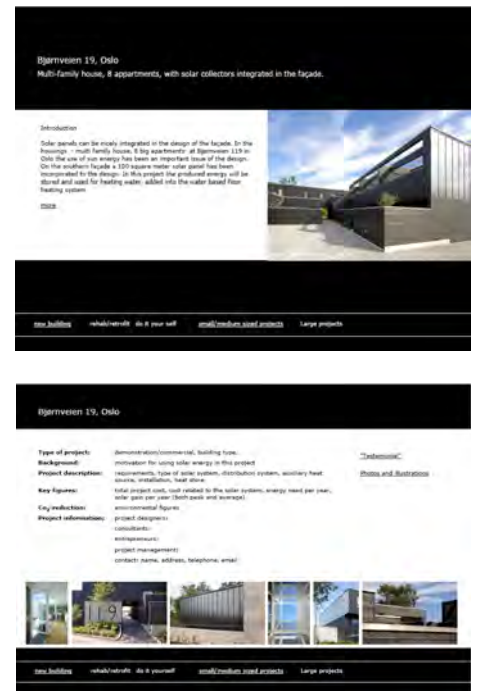 Bjørnveien 19, Oslo
Multi-family house, 8 appartments, with solar collectors integrated in the façade.
Introduction
Solar panels can be nicely integrated in the design of the façade. In the
housings - multi family house, 8 big apartments at Bjørnveien 119 in
Oslo the use of sun energy has been an important issue of the design.
On the southern façade a 100 square meter solar panel has been
incorporated to the design. In this project the produced energy will be
stored and used for heating water, added into the water based floor
heating system
more
new building rehab/retrofit do it your self small/medium sized projects Large projects
Bjørnveien 19, Oslo
Type of project: demonstration/commercial, building type,
Background: motivation for using solar energy in this project
Project description: requirements, type of solar system, distribution system, auxiliary heat
source, installation, heat store
Key figures: total project cost, cost related to the solar system, energy need per year,
solar gain per year (both peak and average)
environmental figures
Project information: project designers:
consultants:
entrepreneurs:
project management:
contact: name, address, telephone, email
"Testemonial"
Photos and illustrations
119
new building rehab/retrofit do it yourself small/medium sized projects Large projects